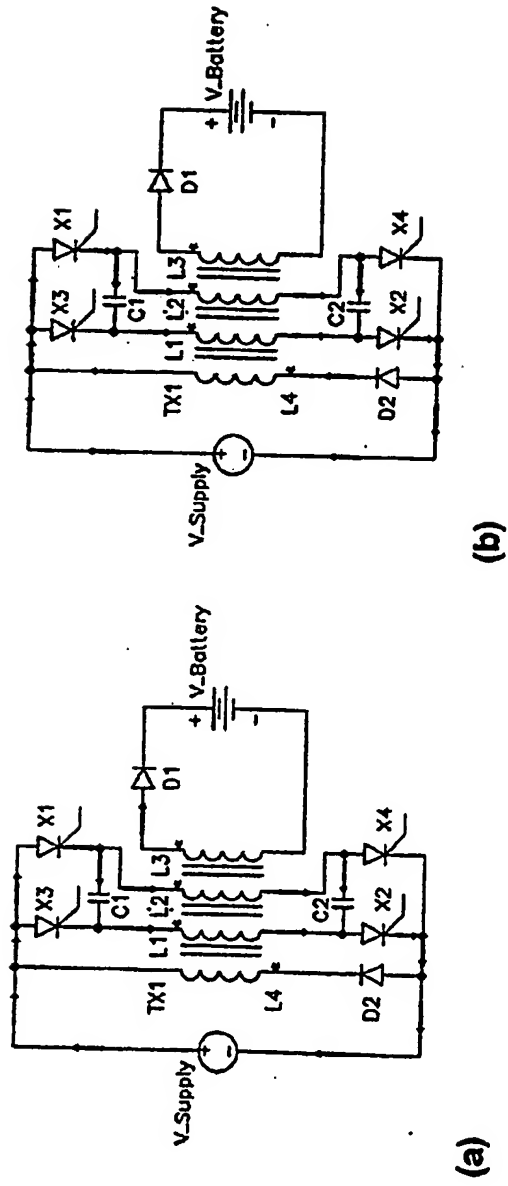 V_Supply
TX1
L4
D2
L1
L2
L3
X3
X1
C1
C2
X2
X4
D1
+
V_Battery
-
+
-
(a)
V_Supply
TX1
L4
D2
L1
L2
L3
X3
X1
C1
C2
X2
X4
D1
+
V_Battery
-
+
-
(b)